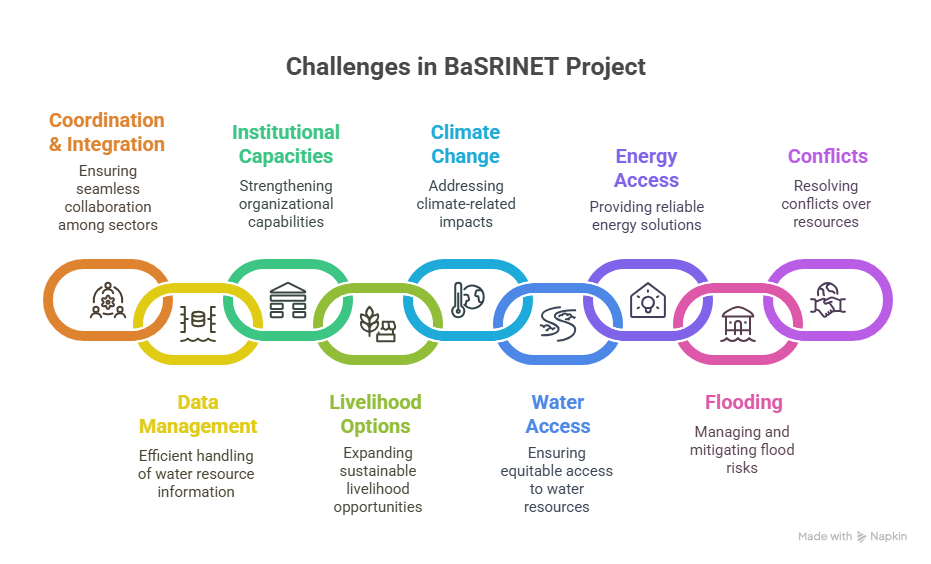 Challenges in BaSRINET Project
Coordination
& Integration
Ensuring
seamless
collaboration
among sectors
Institutional
Capacities
Strengthening
organizational
capabilities
Climate
Change
Addressing
climate-related
impacts
Energy
Access
Providing reliable
energy solutions
Conflicts
Resolving
conflicts over
resources
Data
Management
Efficient handling
of water resource
information
Livelihood
Options
Expanding
sustainable
livelihood
opportunities
Water
Access
Ensuring
equitable access
to water
resources
Flooding
Managing and
mitigating flood
risks
Made with Napkin